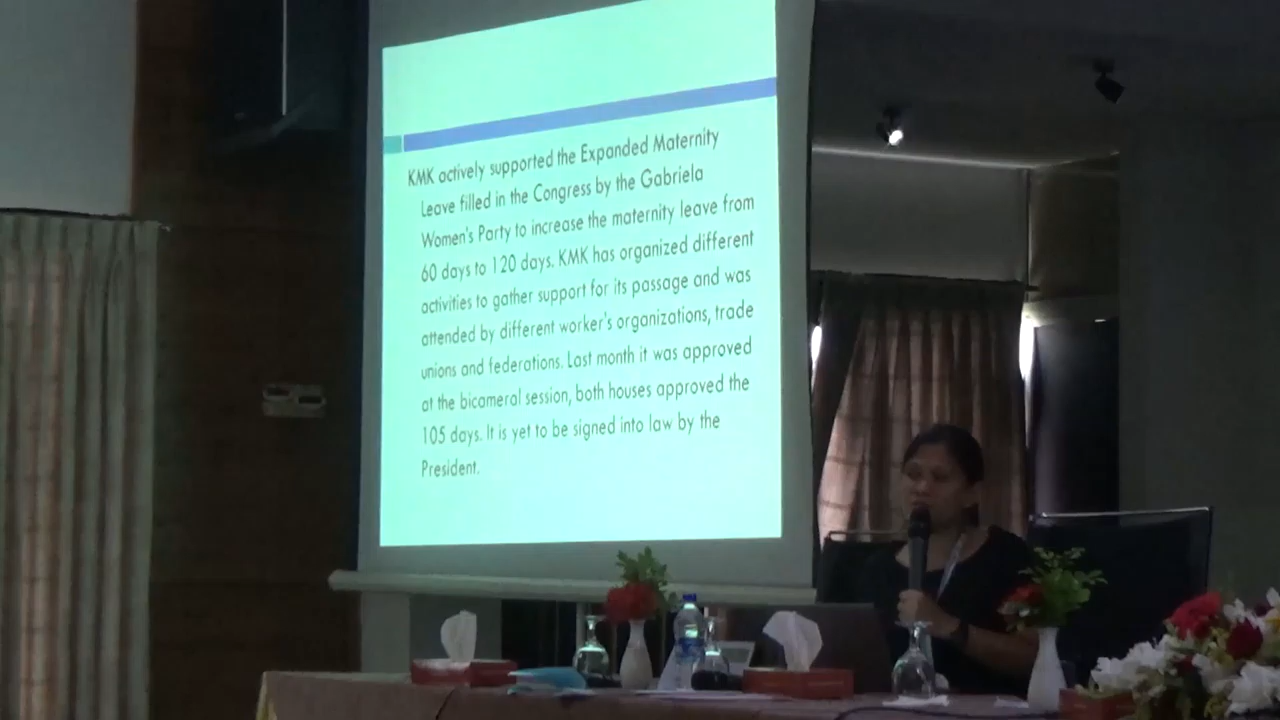 KMK actively supported the Expanded Maternity
Leave filled in the Congress by the Gabriela
Women's Party to increase the maternity leave from
60 days to 120 days. KMK has organized different
activities to gather support for its passage and was
attended by different worker's organizations, trade
unions and federations. Last month it was approved
at the bicameral session, both houses approved the
105 days. It is yet to be signed into law by the
President.